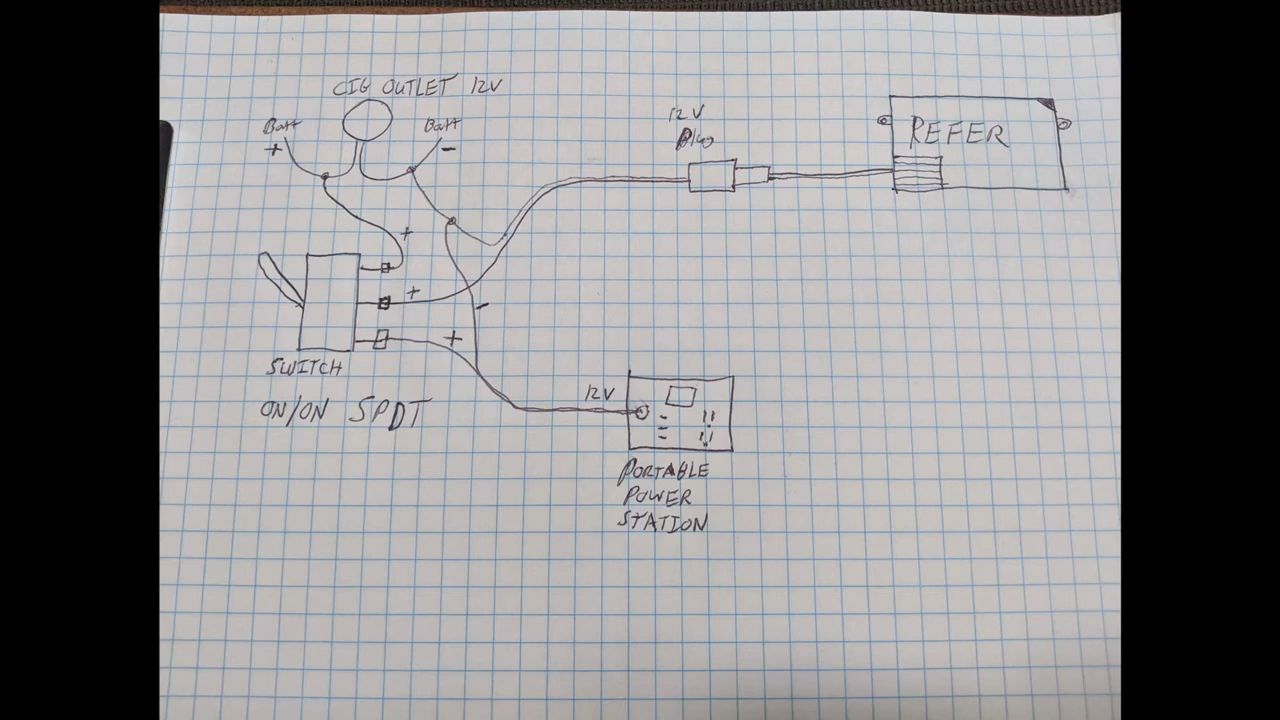 CIG OUTLET 12V
Batt
Batt
+
-
12V
Plug
REFER
+
+
-
+
SWITCH
ON/ON SPDT
12V
PORTABLE
POWER
STATION